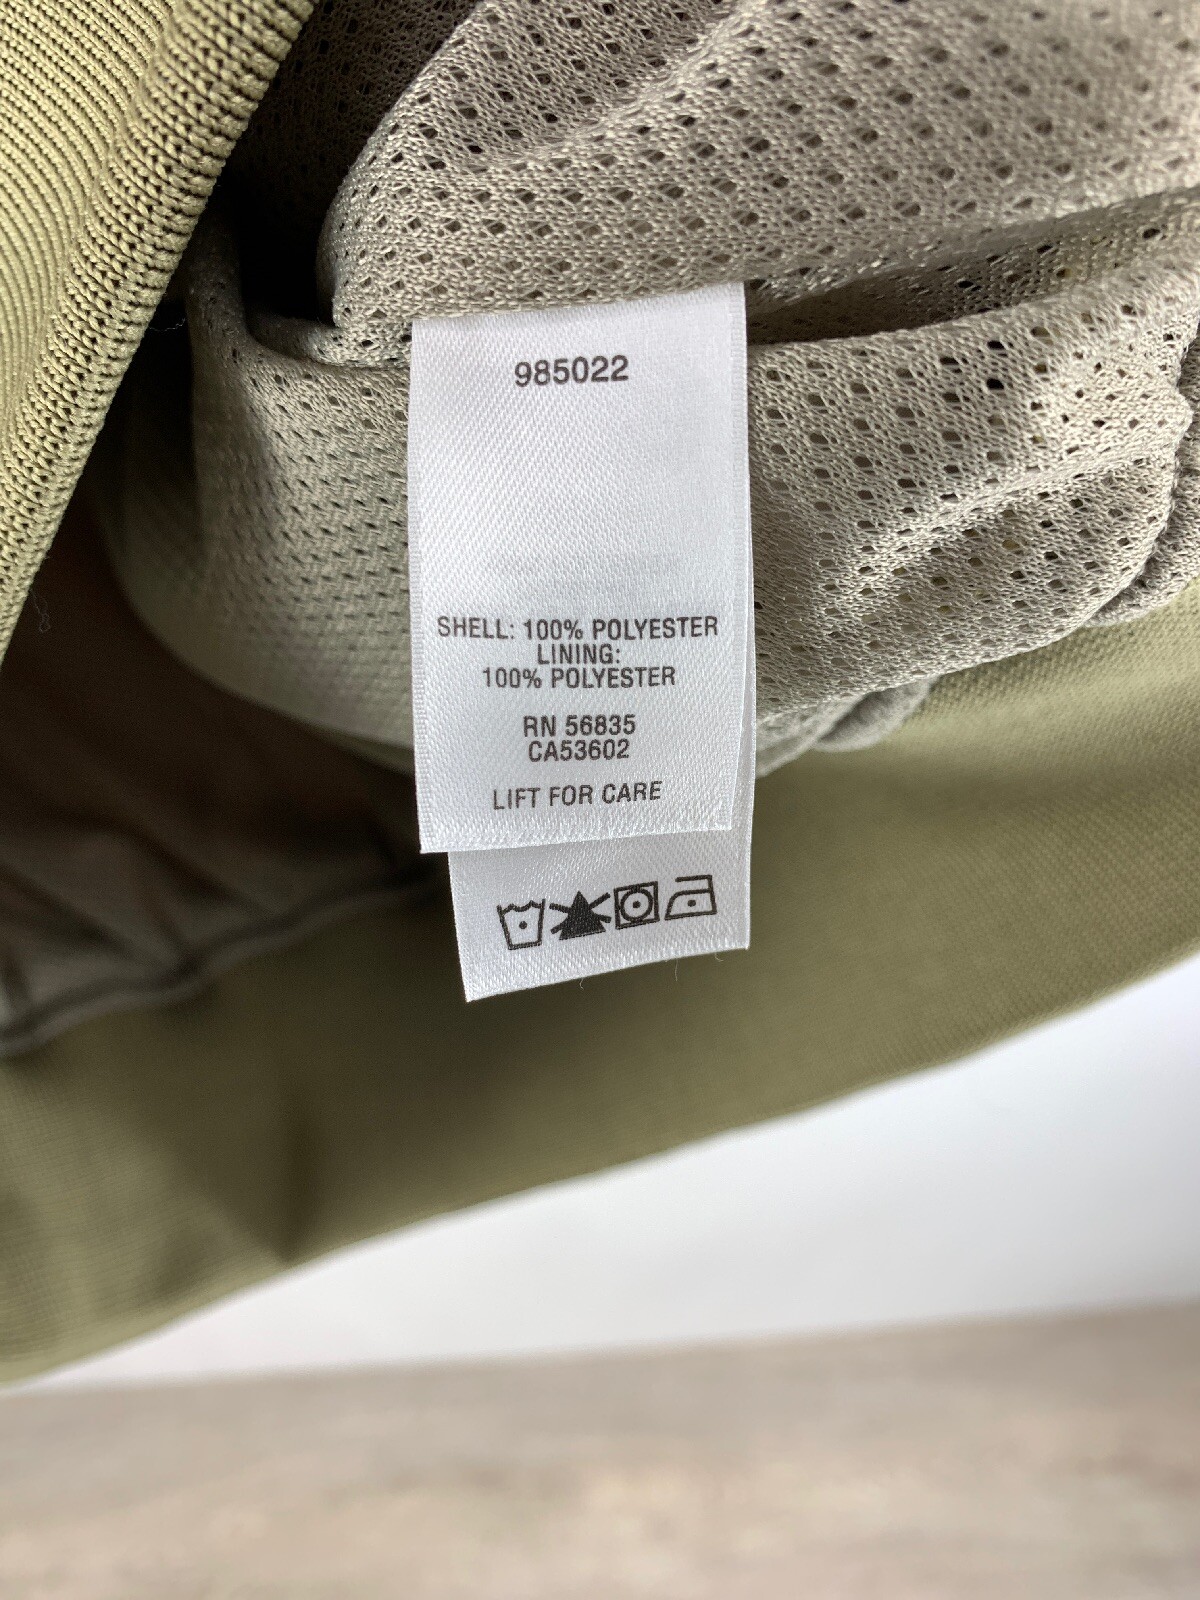 985022
SHELL: 100% POLYESTER
LINING:
100% POLYESTER
RN 56835
CA53602
LIFT FOR CARE